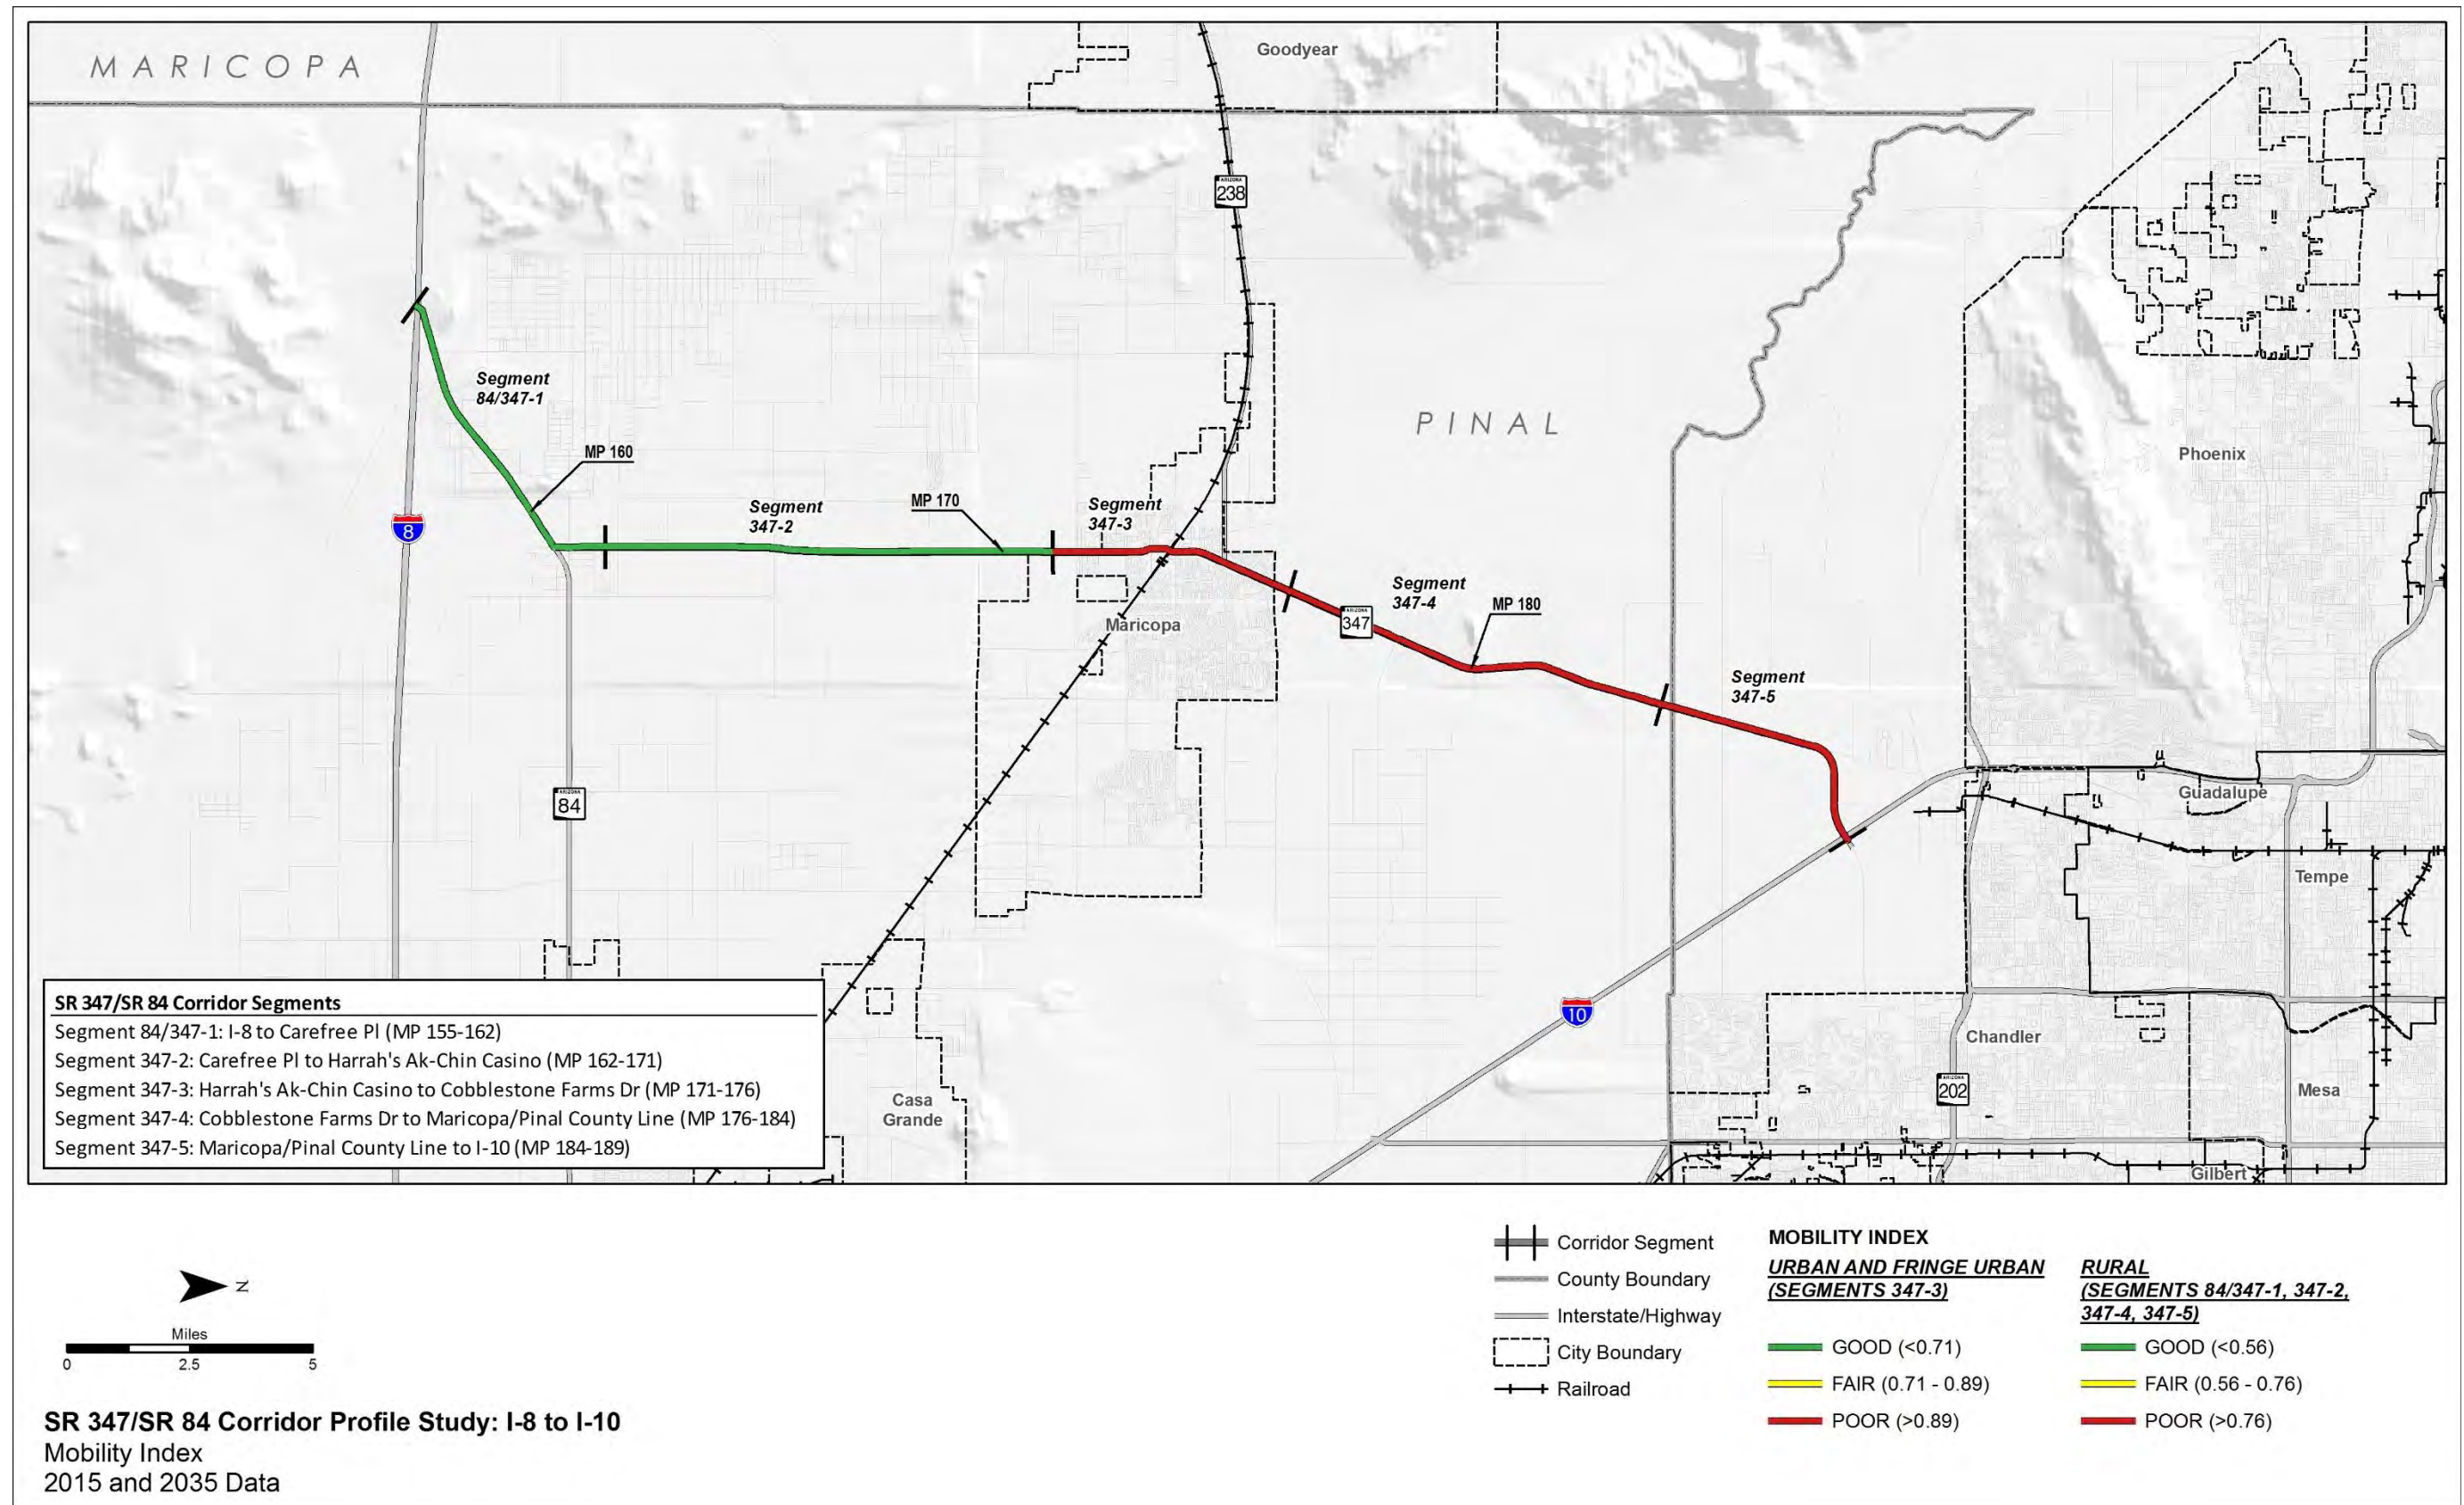 MARICOPA
Goodyear
ARIZONA
238
Segment
84/347-1
PINAL
MP 160
Phoenix
Segment
347-2
MP 170
Segment
347-3
8
Segment
347-4
MP 180
ARIZONA
347
Maricopa
Segment
347-5
ARIZONA
84
Guadalupe
Tempe
10
Chandler
ARIZONA
202
Mesa
Casa
Grande
Gilbert
SR 347/SR 84 Corridor Segments
Segment 84/347-1: I-8 to Carefree Pl (MP 155-162)
Segment 347-2: Carefree Pl to Harrah's Ak-Chin Casino (MP 162-171)
Segment 347-3: Harrah's Ak-Chin Casino to Cobblestone Farms Dr (MP 171-176)
Segment 347-4: Cobblestone Farms Dr to Maricopa/Pinal County Line (MP 176-184)
Segment 347-5: Maricopa/Pinal County Line to I-10 (MP 184-189)
N
Miles
0 2.5 5
SR 347/SR 84 Corridor Profile Study: I-8 to I-10
Mobility Index
2015 and 2035 Data
Corridor Segment
County Boundary
Interstate/Highway
City Boundary
Railroad
MOBILITY INDEX
URBAN AND FRINGE URBAN
(SEGMENTS 347-3)
GOOD (<0.71)
FAIR (0.71 - 0.89)
POOR (>0.89)
RURAL
(SEGMENTS 84/347-1, 347-2,
347-4, 347-5)
GOOD (<0.56)
FAIR (0.56 - 0.76)
POOR (>0.76)